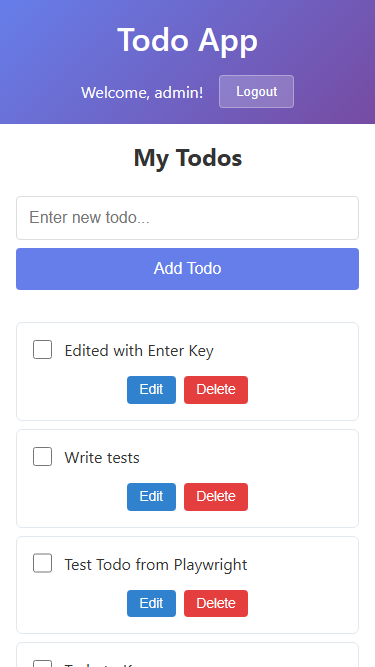 Todo App
Welcome, admin!
Logout
My Todos
Enter new todo...
Add Todo
Edited with Enter Key
Edit
Delete
Write tests
Edit
Delete
Test Todo from Playwright
Edit
Delete